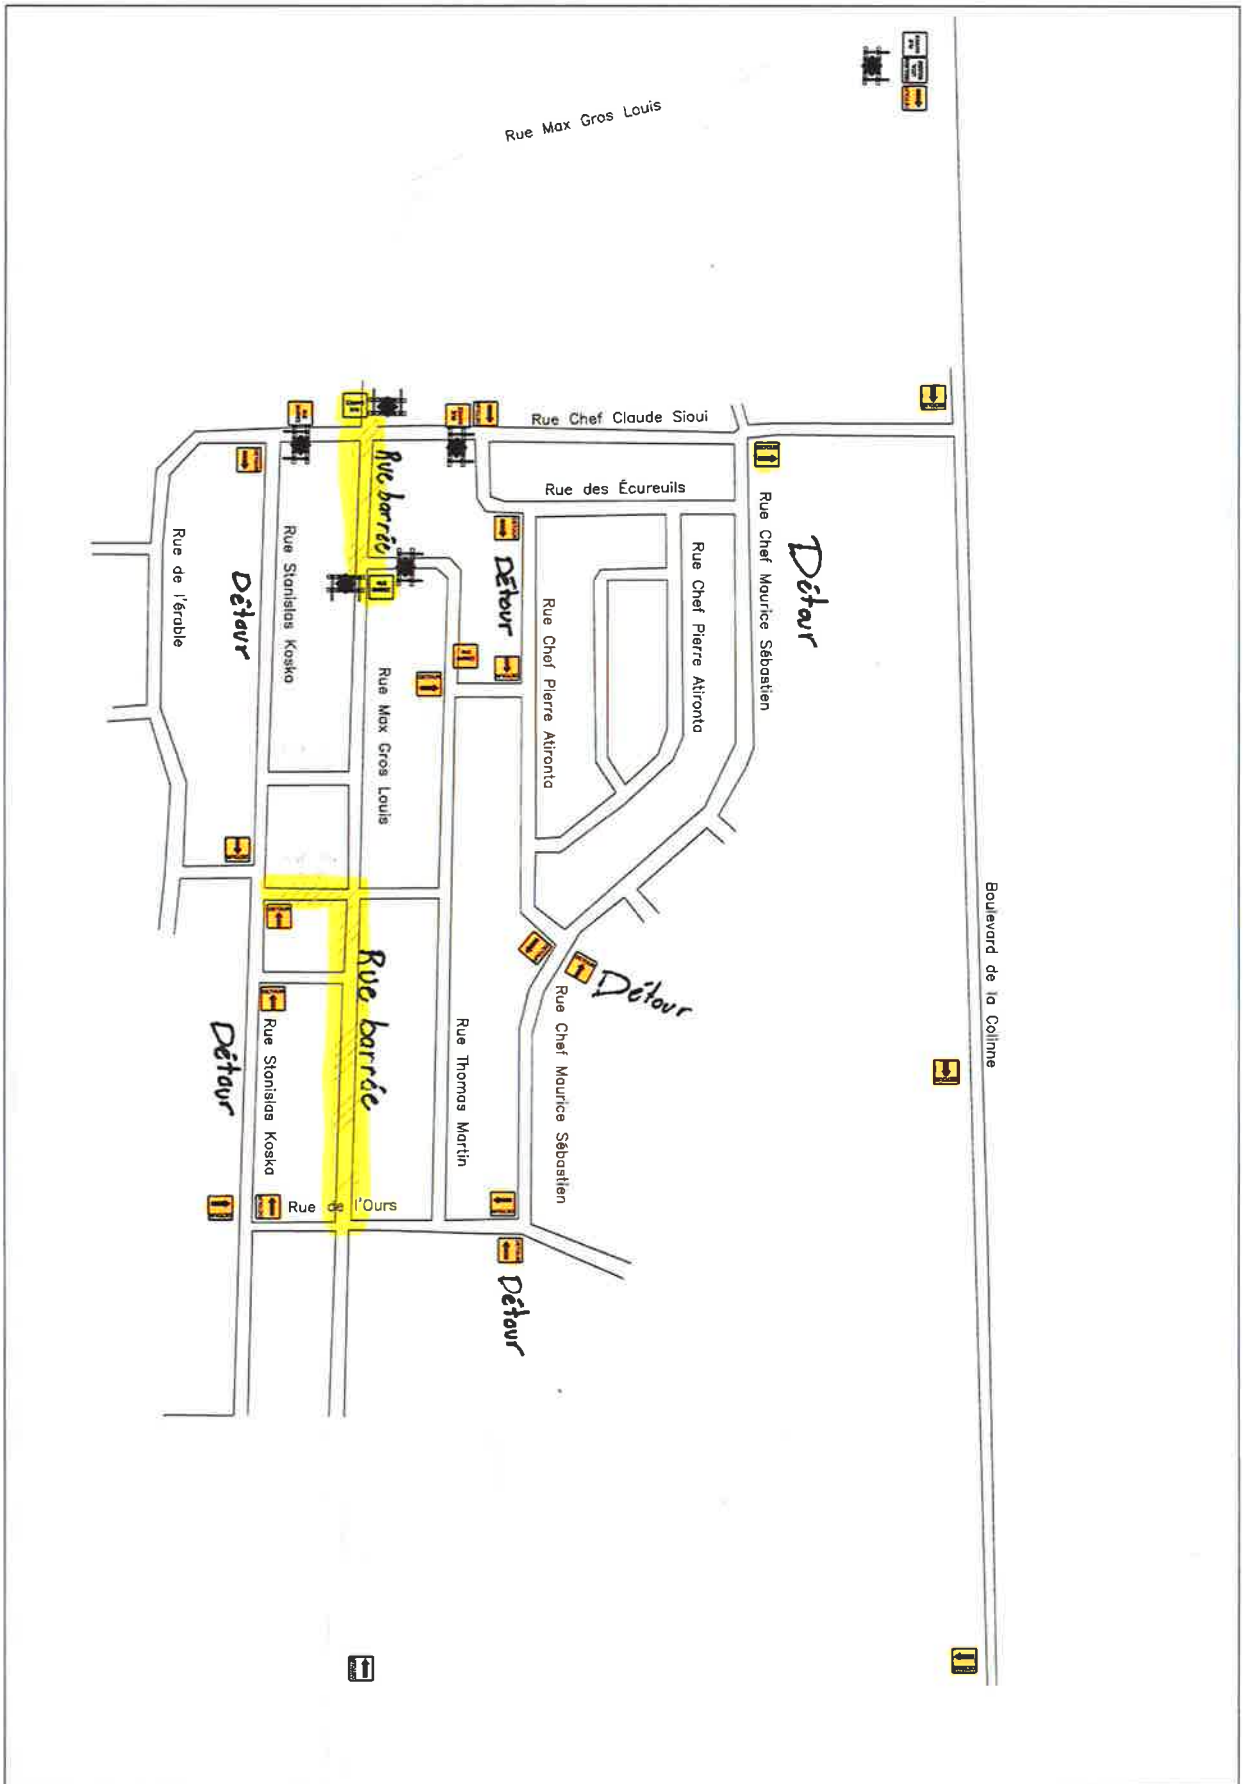 Rue Max Gros Louis
Rue Chef Claude Sioui
Rue des Écureuils
Rue Chef Maurice Sébastien
Détour
Rue Chef Pierre Atironta
Rue Chef Pierre Atironta
Détour
Rue barrée
Rue Stanislas Koska
Détour
Rue de l'érable
Rue Max Gros Louis
Boulevard de la Colinne
Détour
Rue Chef Maurice Sébastien
Rue Thomas Martin
Rue barrée
Rue Stanislas Koska
Détour
Rue de l'Ours
Détour